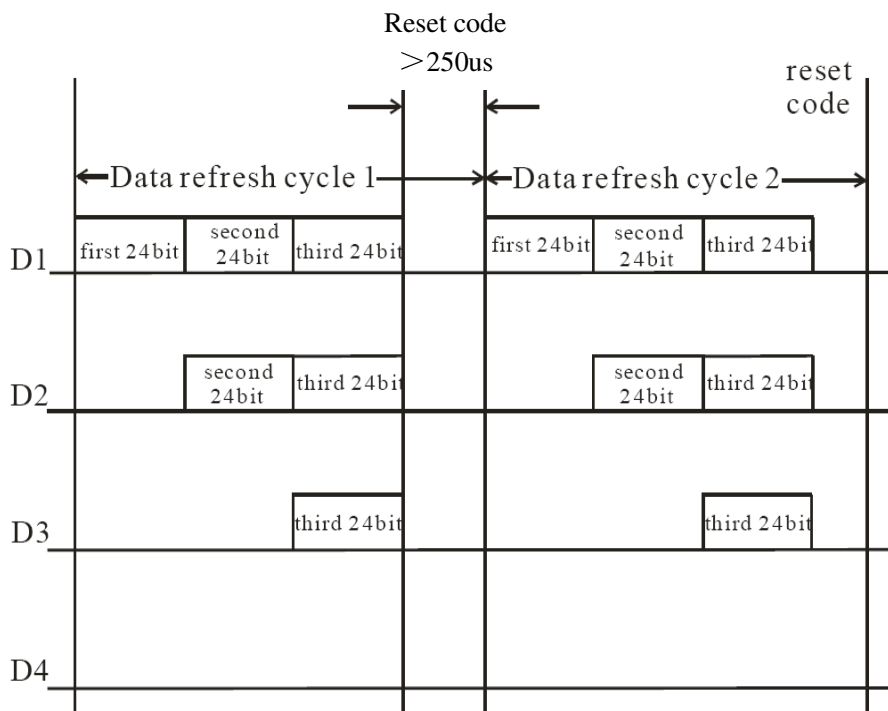 Reset code
>250us
reset
code
Data refresh cycle 1
Data refresh cycle 2
D1
first 24bit
second
24bit
third 24bit
first 24bit
second
24bit
third 24bit
D2
second
24bit
third 24bit
second
24bit
third 24bit
D3
third 24bit
third 24bit
D4